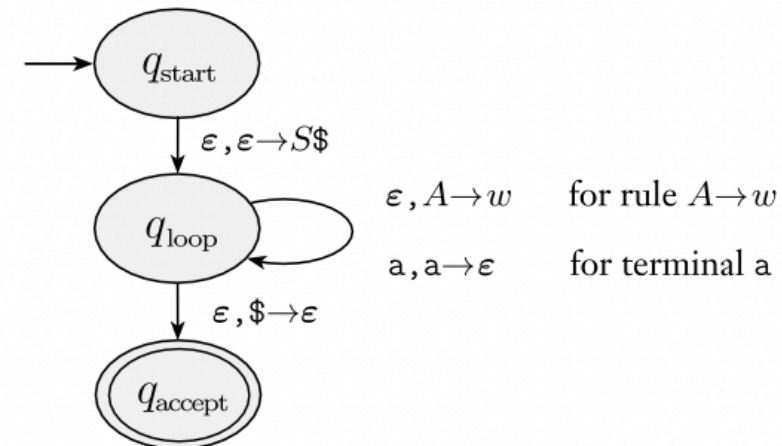 q_start
ε,ε→S$
ε,A→w for rule A→w
q_loop
a,a→ε for terminal a
ε,$→ε
q_accept